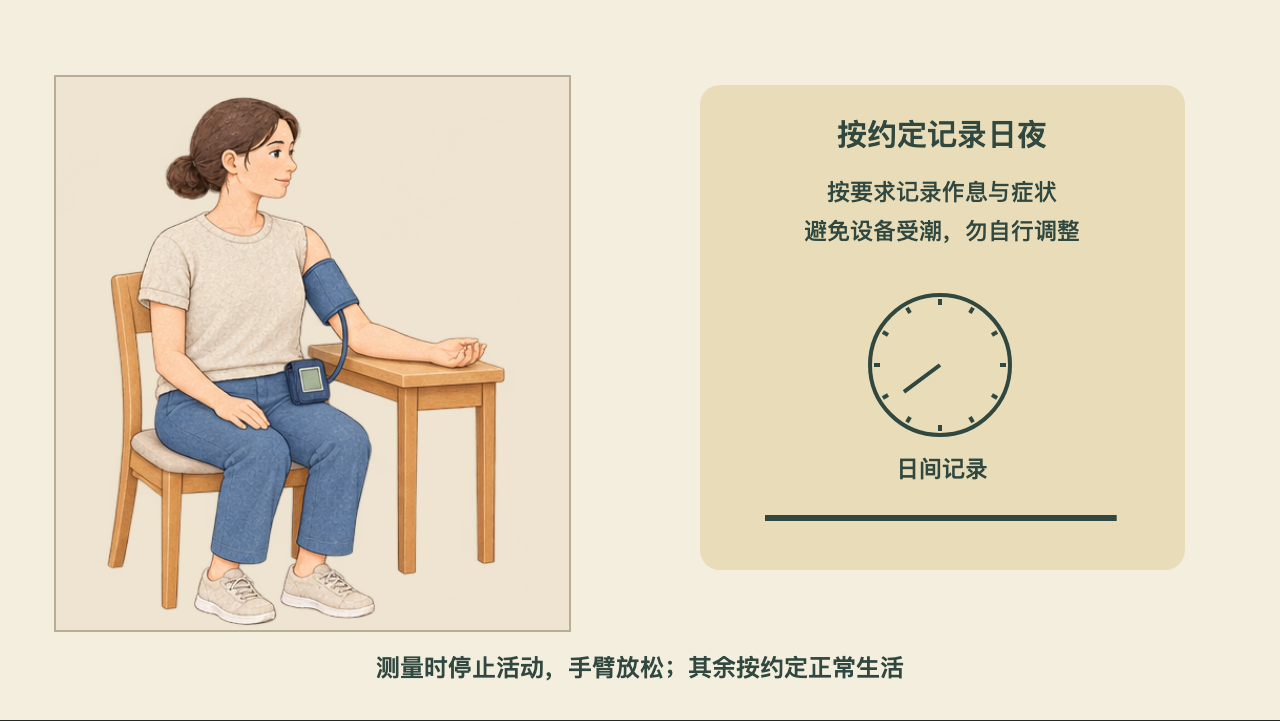 按约定记录日夜
按要求记录作息与症状
避免设备受潮，勿自行调整
日间记录
测量时停止活动，手臂放松；其余按约定正常生活